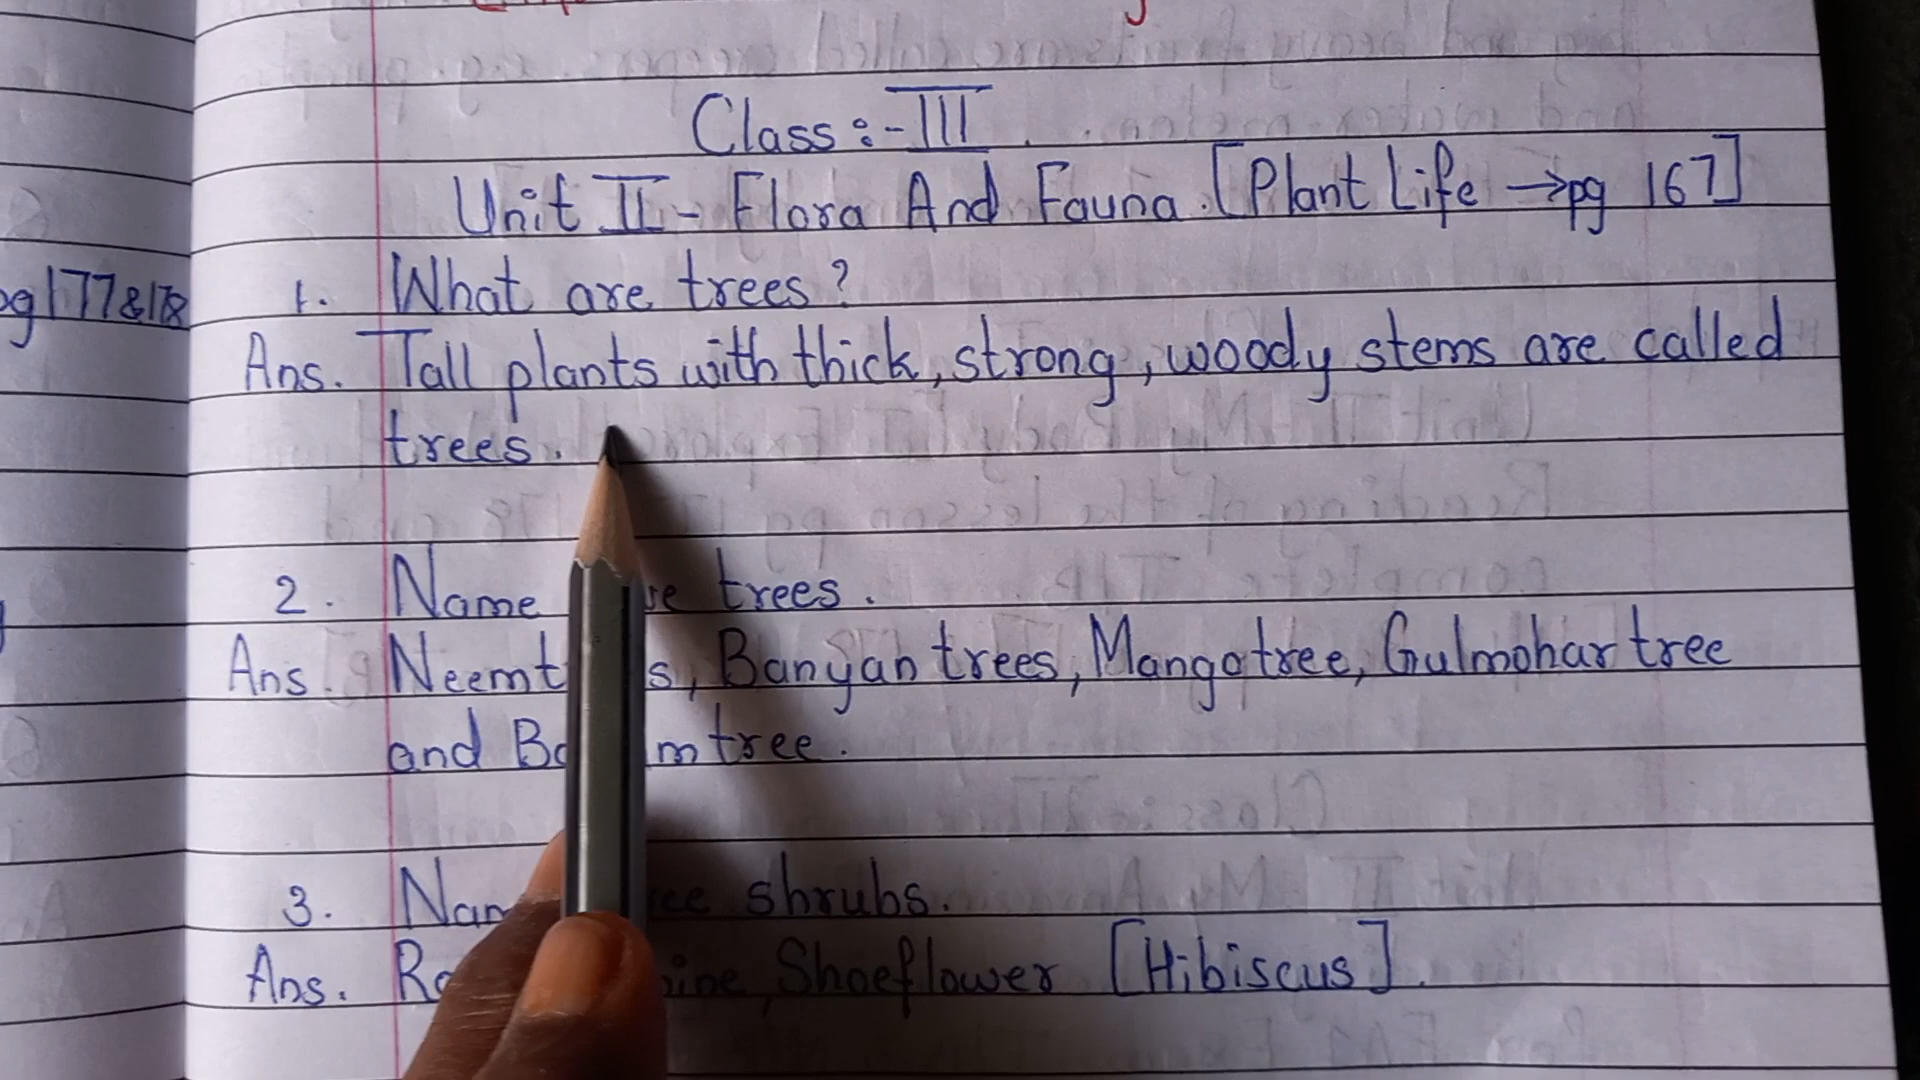 Class :- III
Unit II - Flora And Fauna. [Plant Life → pg 167]
pg 177 & 178
1. What are trees?
Ans. Tall plants with thick, strong, woody stems are called
trees.
2. Name trees.
Ans. Banyan trees, Mango tree, Gulmohar tree
and tree.
3. shrubs.
Ans. Shoeflower [Hibiscus].